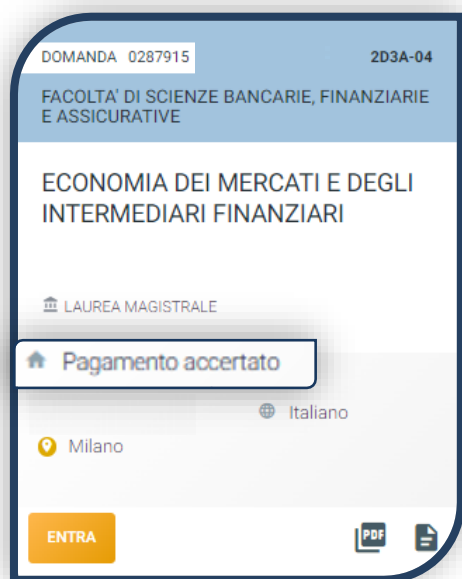 DOMANDA 0287915 2D3A-04
FACOLTA' DI SCIENZE BANCARIE, FINANZIARIE
E ASSICURATIVE
ECONOMIA DEI MERCATI E DEGLI
INTERMEDIARI FINANZIARI
LAUREA MAGISTRALE
Pagamento accertato
Italiano
Milano
ENTRA
PDF